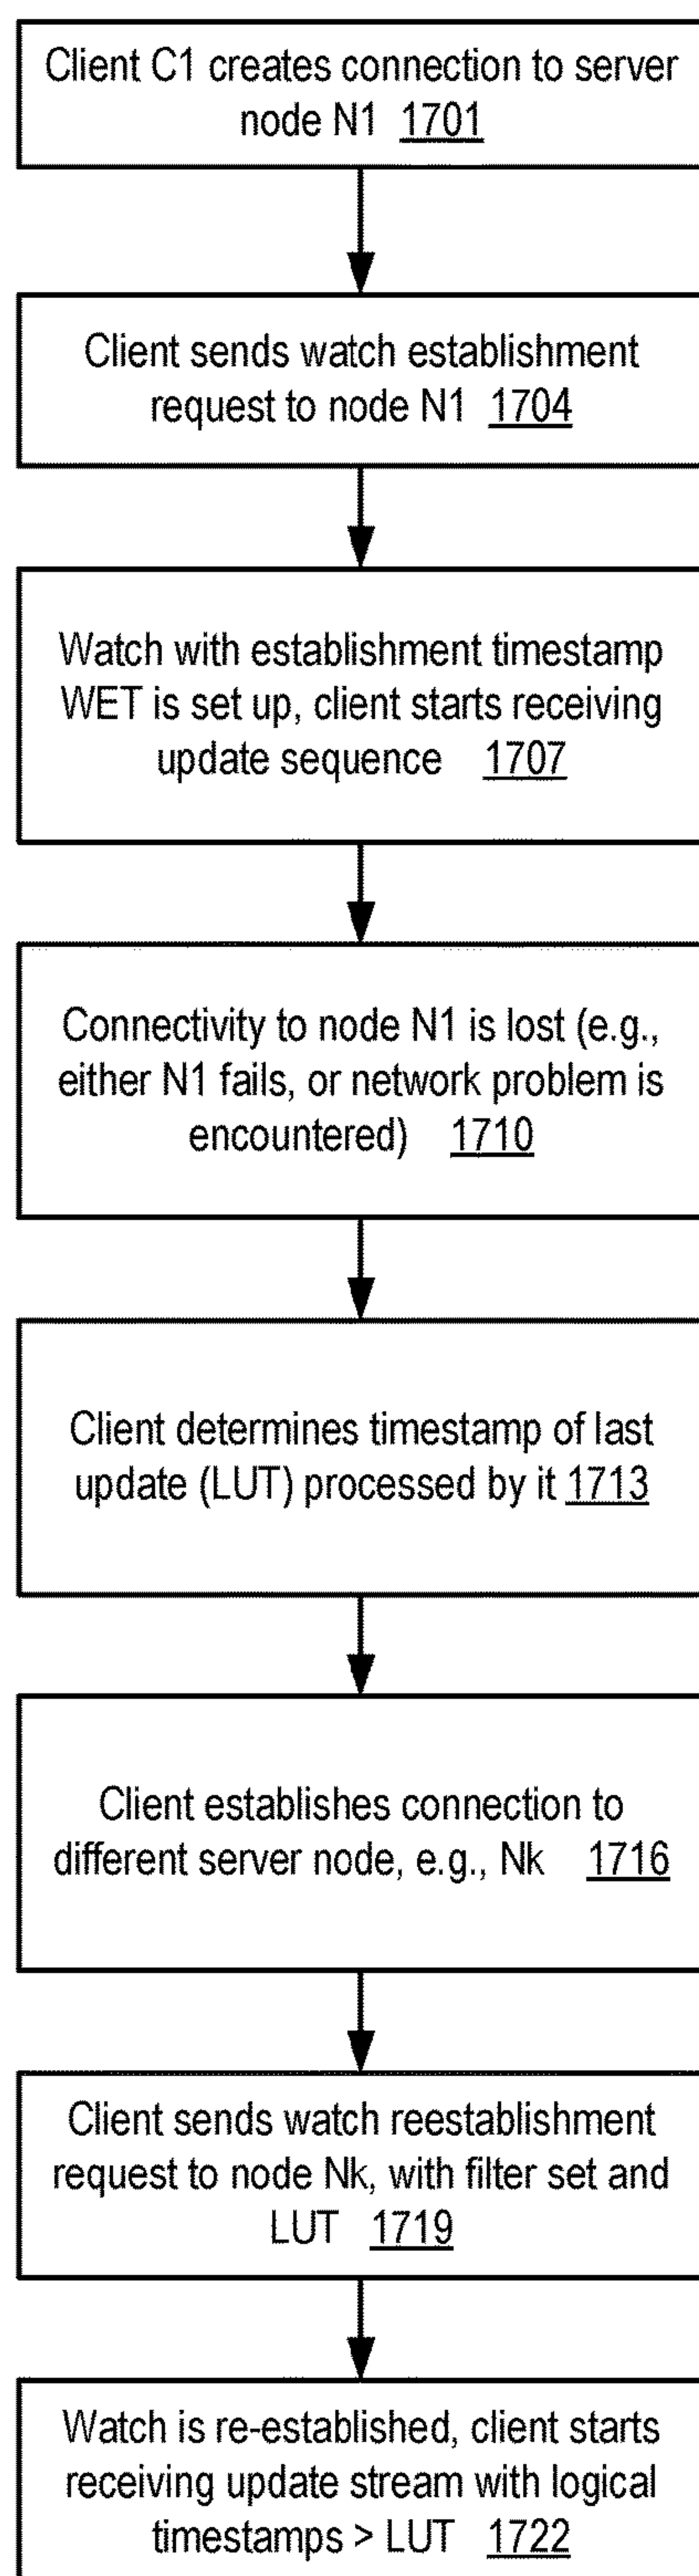 Client C1 creates connection to server
node N1 1701
Client sends watch establishment
request to node N1 1704
Watch with establishment timestamp
WET is set up, client starts receiving
update sequence 1707
Connectivity to node N1 is lost (e.g.,
either N1 fails, or network problem is
encountered) 1710
Client determines timestamp of last
update (LUT) processed by it 1713
Client establishes connection to
different server node, e.g., Nk 1716
Client sends watch reestablishment
request to node Nk, with filter set and
LUT 1719
Watch is re-established, client starts
receiving update stream with logical
timestamps > LUT 1722